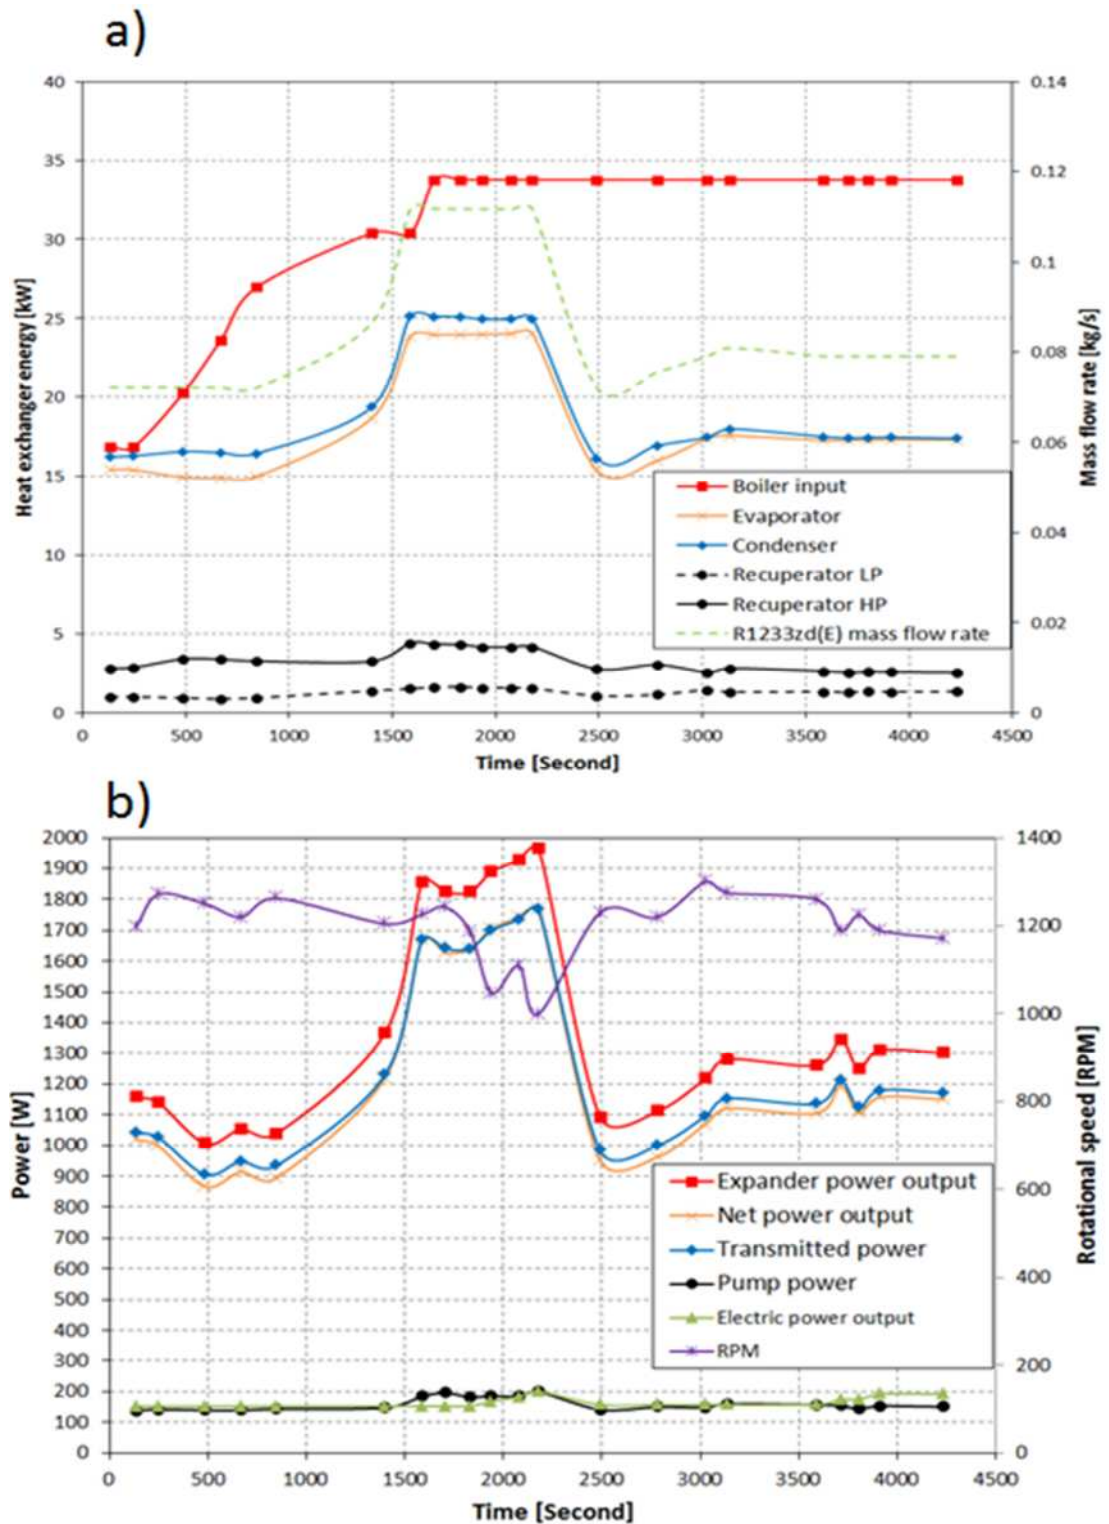 a)
40
35
30
25
20
15
10
5
0
Heat exchanger energy [kW]
0.14
0.12
0.1
0.08
0.06
0.04
0.02
0
Mass flow rate [kg/s]
Boiler input
Evaporator
Condenser
Recuperator LP
Recuperator HP
R1233zd(E) mass flow rate
0 500 1000 1500 2000 2500 3000 3500 4000 4500
Time [Second]
b)
2000
1900
1800
1700
1600
1500
1400
1300
1200
1100
1000
900
800
700
600
500
400
300
200
100
0
Power [W]
1400
1200
1000
800
600
400
200
0
Rotational speed [RPM]
Expander power output
Net power output
Transmitted power
Pump power
Electric power output
RPM
0 500 1000 1500 2000 2500 3000 3500 4000 4500
Time [Second]